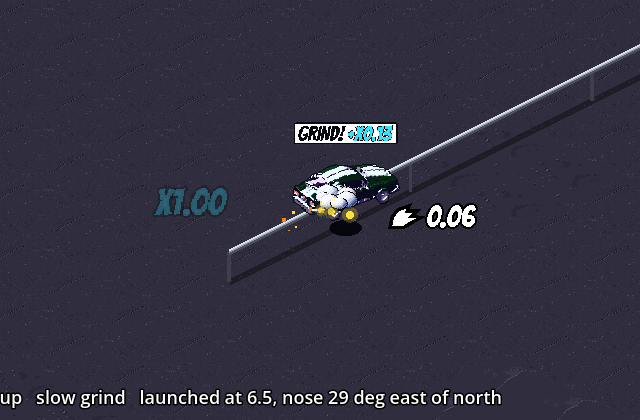 GRIND! +X0.13
X1.00
0.06
up slow grind launched at 6.5, nose 29 deg east of north